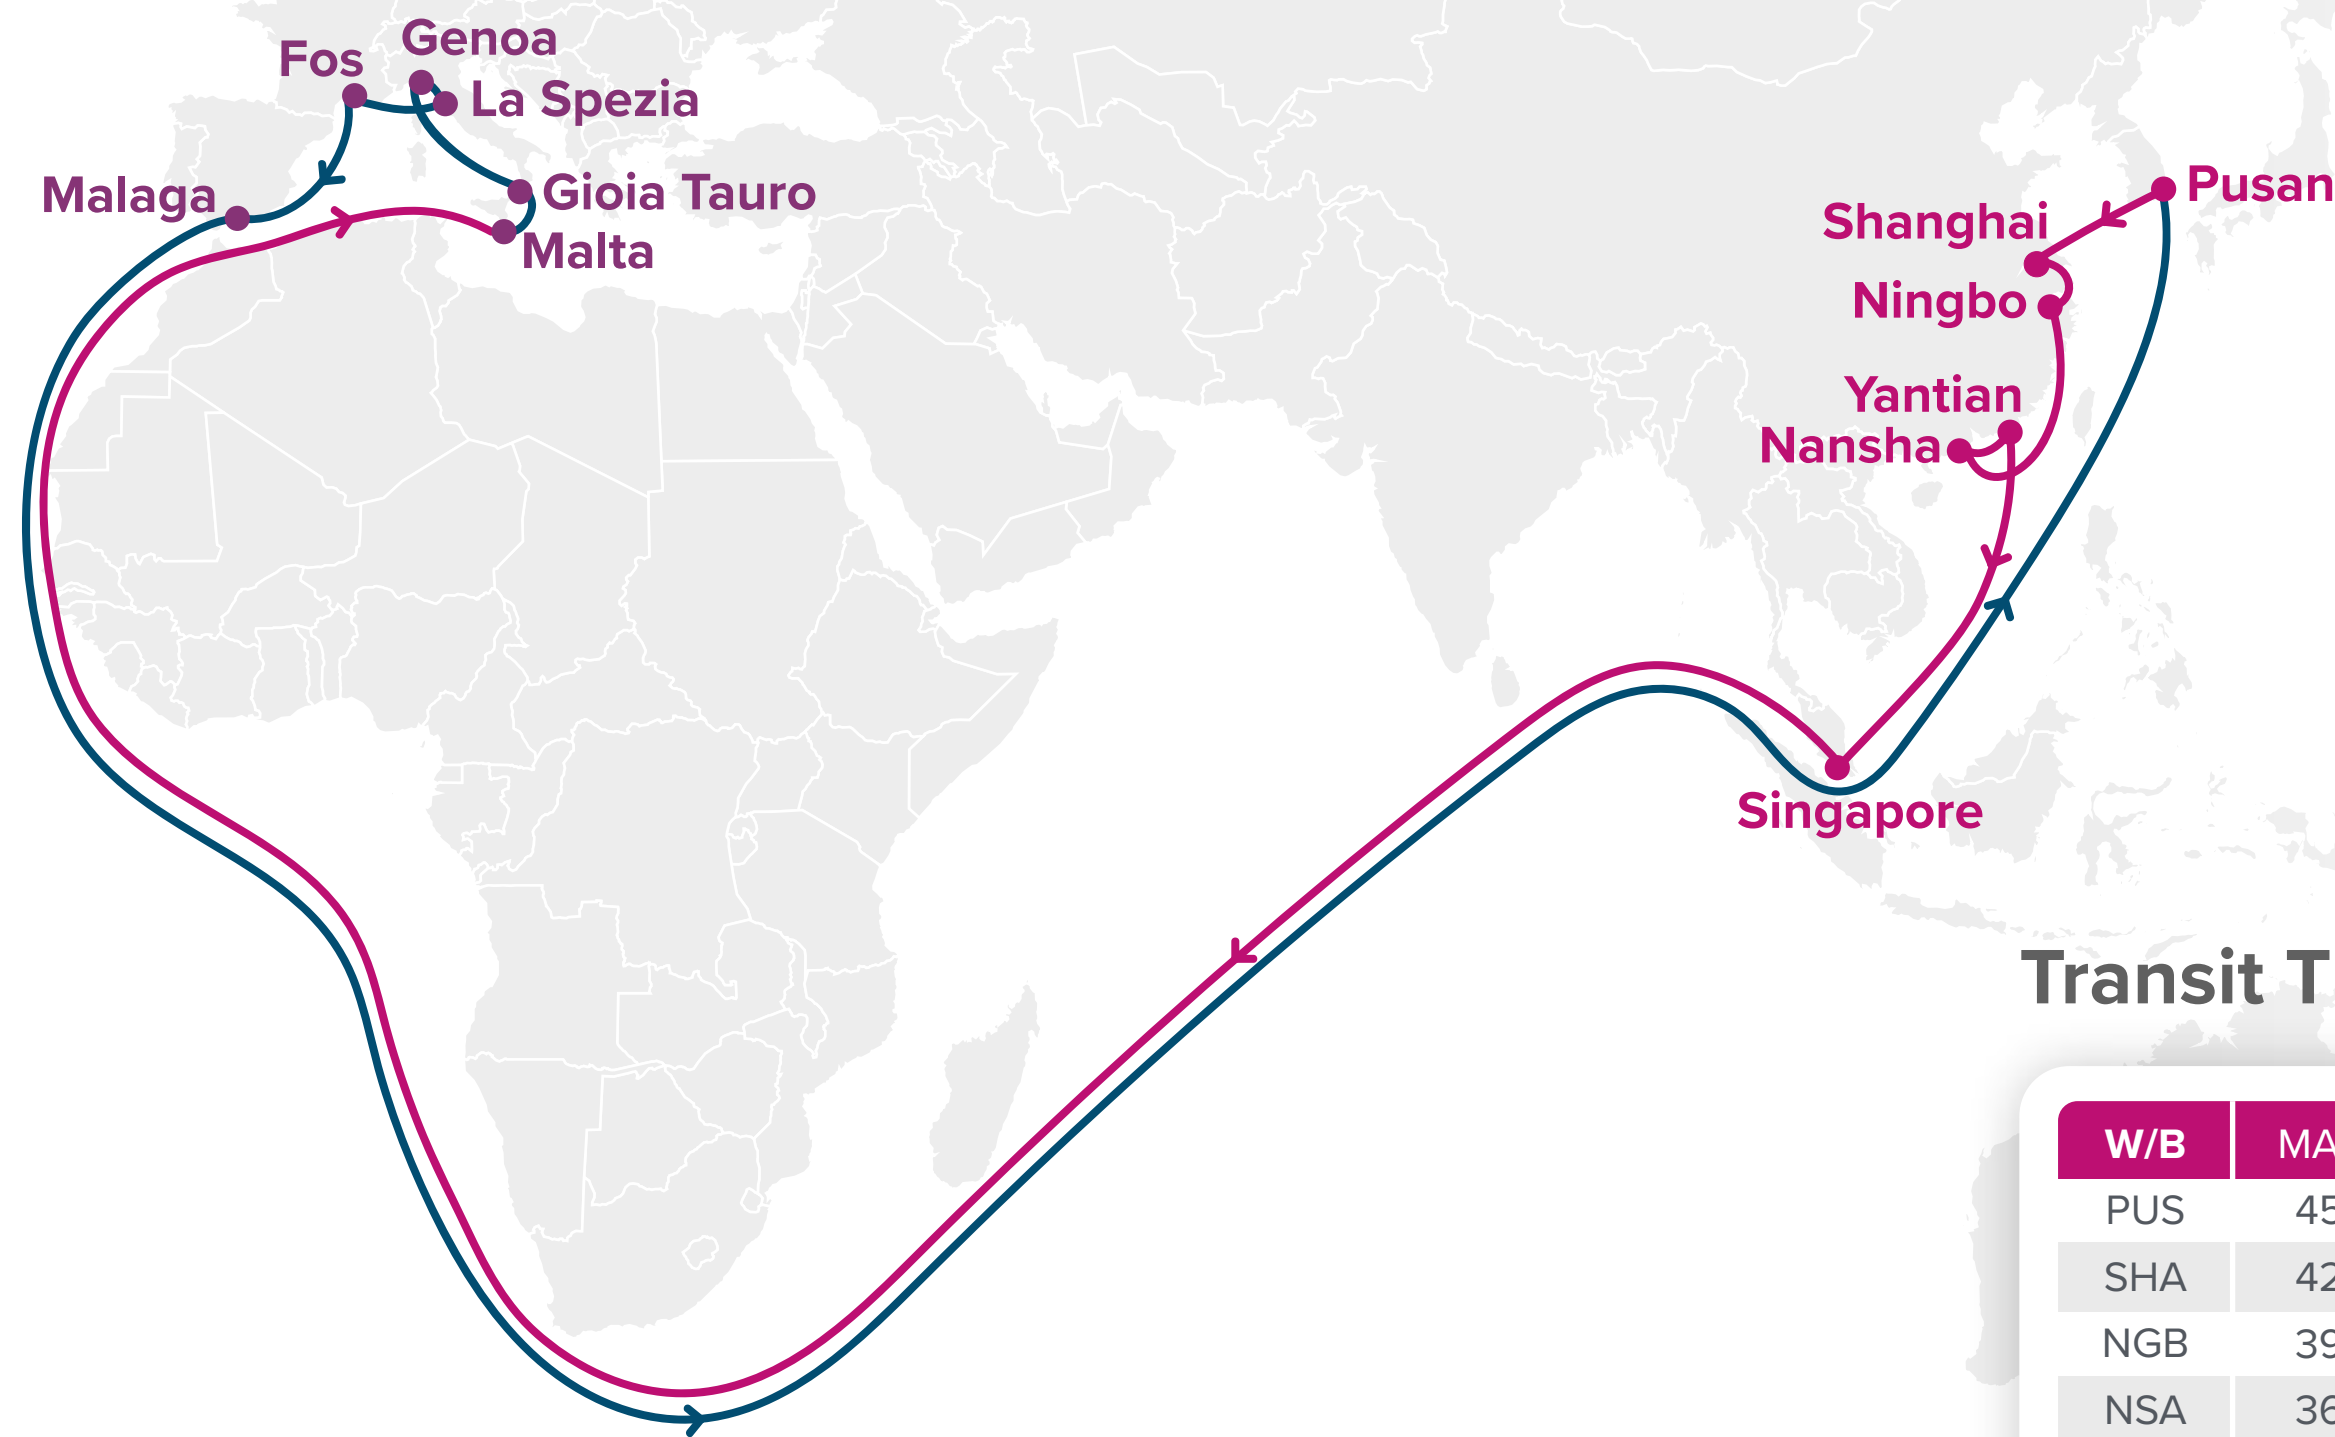 Genoa
Fos
La Spezia
Malaga
Gioia Tauro
Malta
Pusan
Shanghai
Ningbo
Yantian
Nansha
Singapore
Transit T
W/B MA
PUS 45
SHA 42
NGB 39
NSA 36